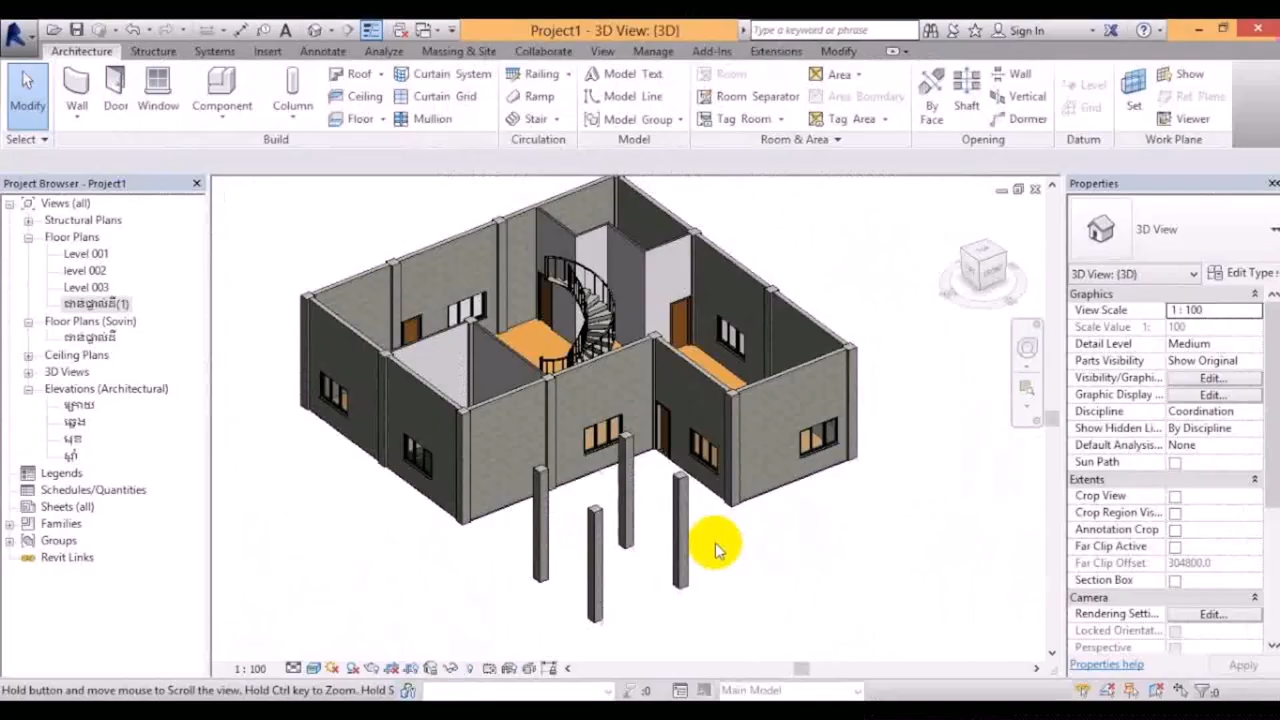 Project1 - 3D View: {3D}
Type a keyword or phrase
Sign In
Architecture Structure Systems Insert Annotate Analyze Massing & Site Collaborate View Manage Add-Ins Extensions Modify
Modify Wall Door Window Component Column
Roof Curtain System
Ceiling Curtain Grid
Floor Mullion
Railing Model Text
Ramp Model Line
Stair Model Group
Room Area
Room Separator Area Boundary
Tag Room Tag Area
By Face Shaft Wall
Vertical
Dormer
Level
Grid
Set Show
Ref Plane
Viewer
Select Build Circulation Model Room & Area Opening Datum Work Plane
Project Browser - Project1
Views (all)
Structural Plans
Floor Plans
Level 001
level 002
Level 003
Floor Plans (Sovin)
Ceiling Plans
3D Views
Elevations (Architectural)
Legends
Schedules/Quantities
Sheets (all)
Families
Groups
Revit Links
Properties
3D View
3D View: {3D} Edit Type
Graphics
View Scale 1 : 100
Scale Value 1: 100
Detail Level Medium
Parts Visibility Show Original
Visibility/Graphi... Edit...
Graphic Display ... Edit...
Discipline Coordination
Show Hidden Li... By Discipline
Default Analysis... None
Sun Path
Extents
Crop View
Crop Region Vis...
Annotation Crop
Far Clip Active
Far Clip Offset 304800.0
Section Box
Camera
Rendering Setti... Edit...
Locked Orientat...
Perspective
Properties help Apply
1 : 100
Hold button and move mouse to Scroll the view. Hold Ctrl key to Zoom. Hold S
:0
Main Model
:0